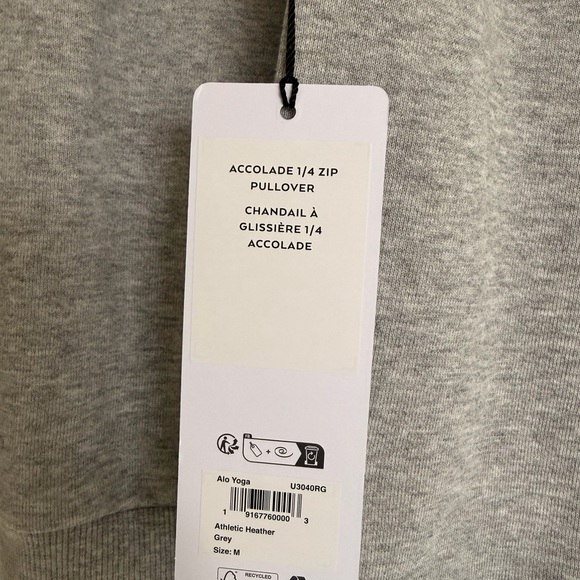 ACCOLADE 1/4 ZIP
PULLOVER
CHANDAIL À
GLISSIÈRE 1/4
ACCOLADE
FR
+
Alo Yoga U3040RG
1 9167760000 3
Athletic Heather
Grey
Size: M
RECYCLED